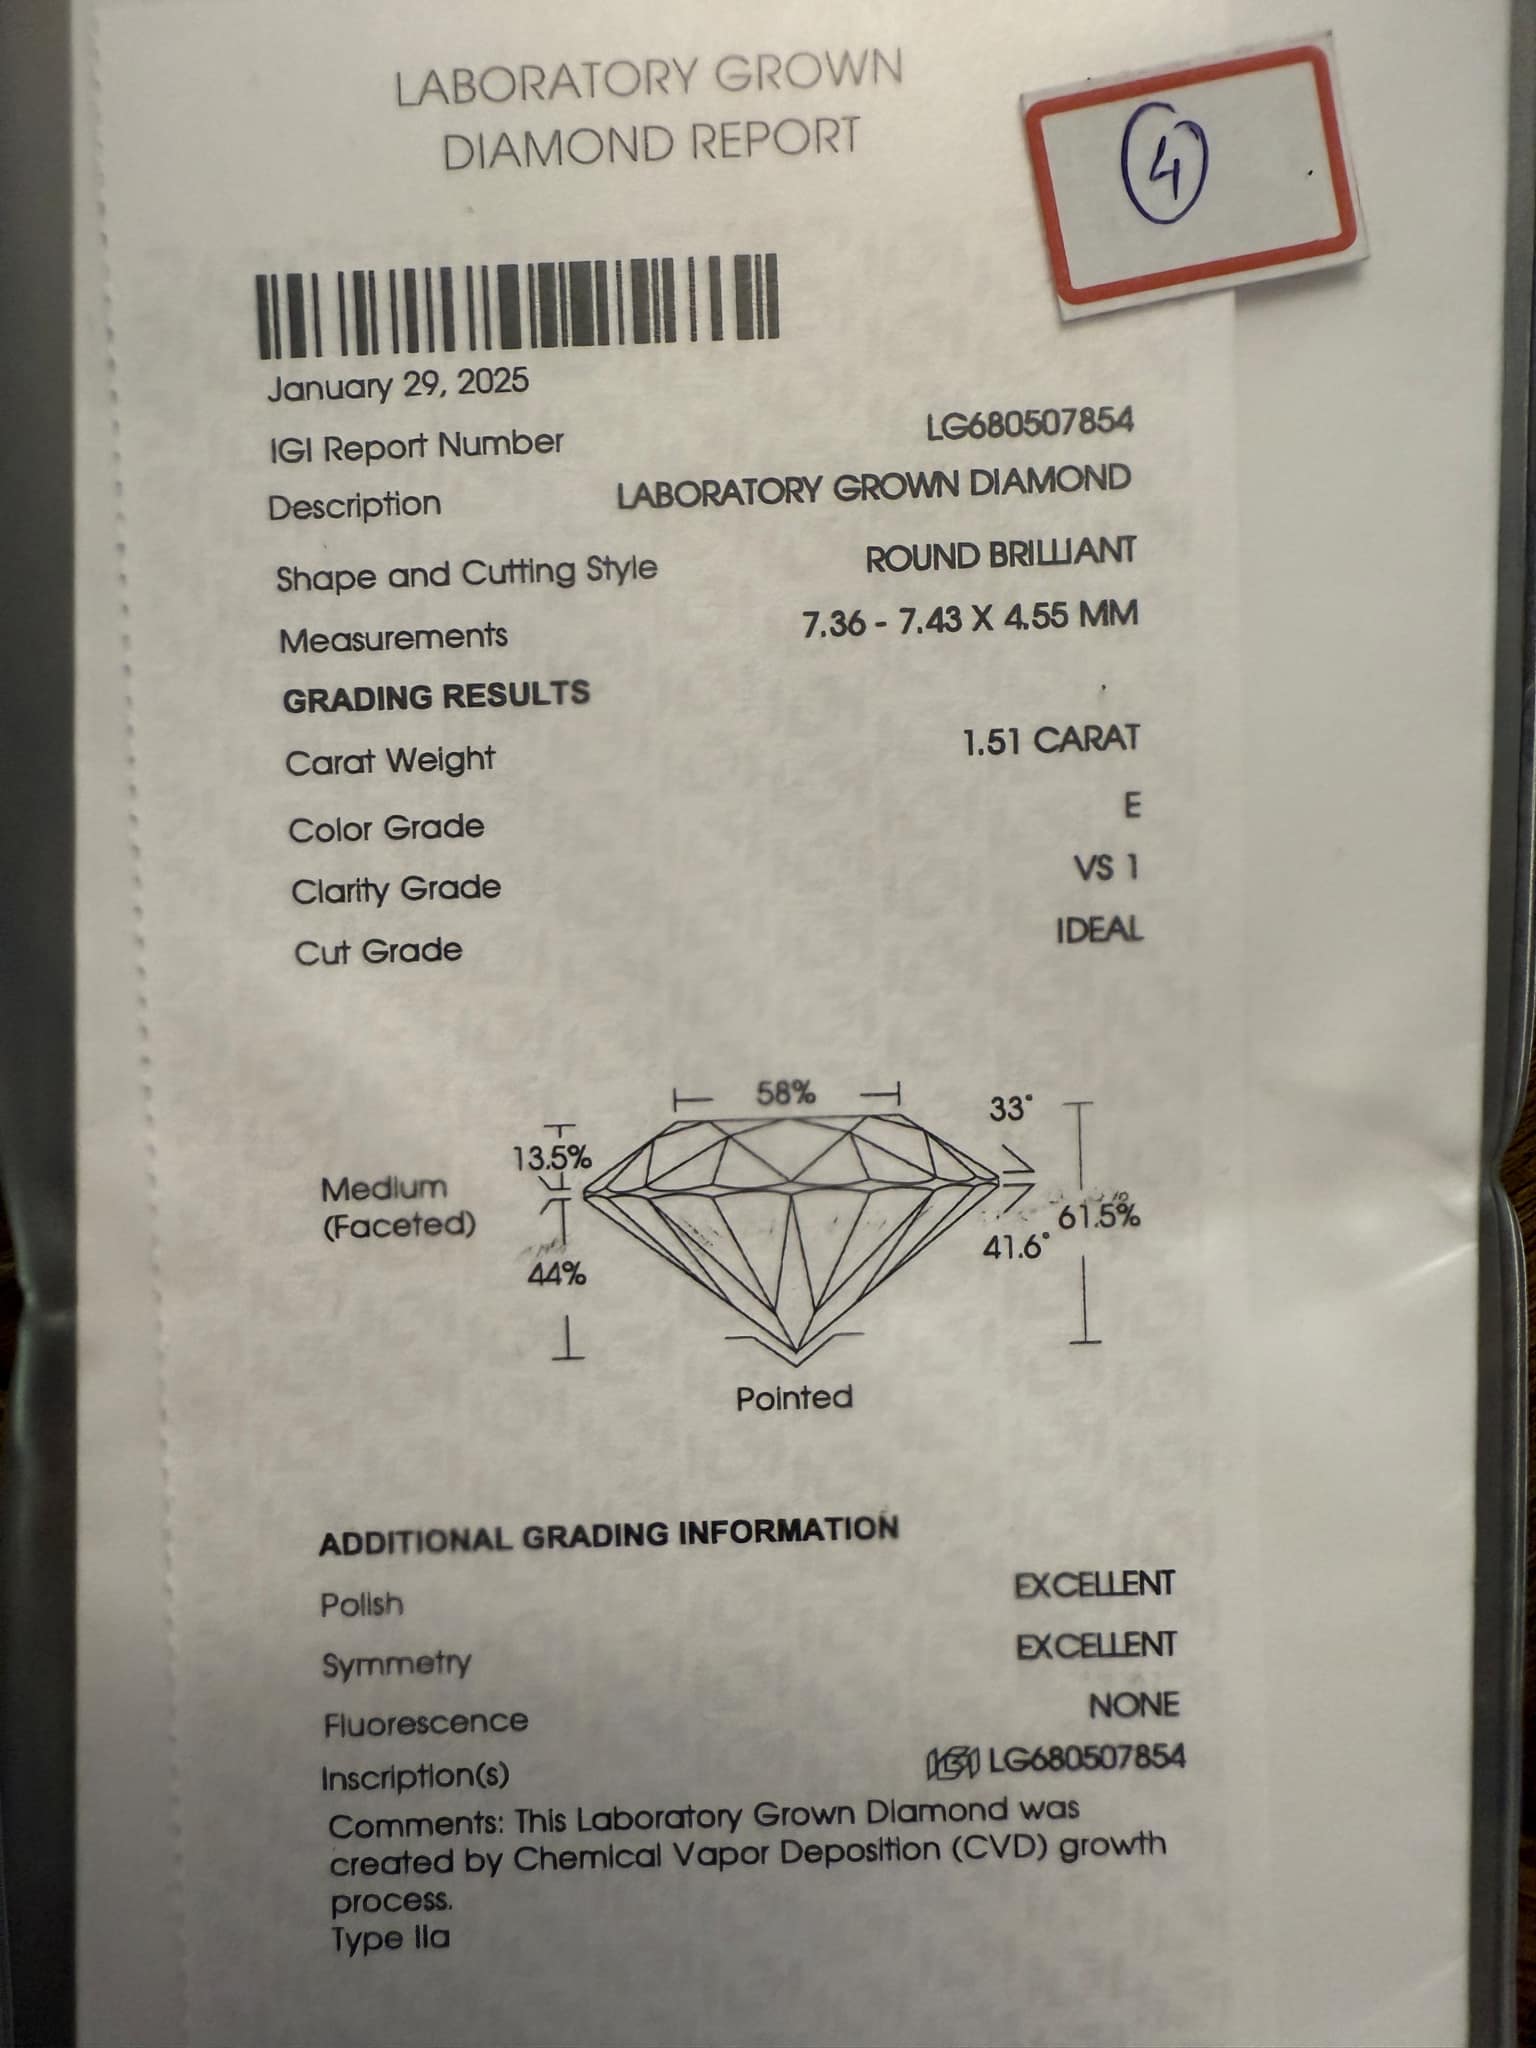 LABORATORY GROWN
DIAMOND REPORT
4
January 29, 2025
IGI Report Number LG680507854
Description LABORATORY GROWN DIAMOND
Shape and Cutting Style ROUND BRILLIANT
Measurements 7.36 - 7.43 X 4.55 MM
GRADING RESULTS
Carat Weight 1.51 CARAT
Color Grade E
Clarity Grade VS 1
Cut Grade IDEAL
58%
33°
13.5%
Medium
(Faceted)
61.5%
41.6°
44%
Pointed
ADDITIONAL GRADING INFORMATION
Polish EXCELLENT
Symmetry EXCELLENT
Fluorescence NONE
Inscription(s) IGI LG680507854
Comments: This Laboratory Grown Diamond was
created by Chemical Vapor Deposition (CVD) growth
process.
Type IIa